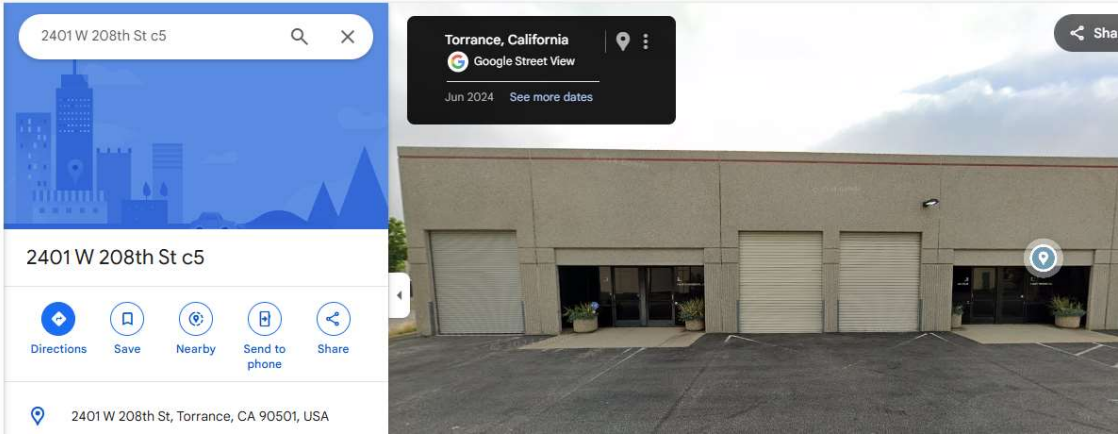 2401 W 208th St c5
Torrance, California
Google Street View
Jun 2024 See more dates
Sha
2401 W 208th St c5
Directions
Save
Nearby
Send to
phone
Share
2401 W 208th St, Torrance, CA 90501, USA